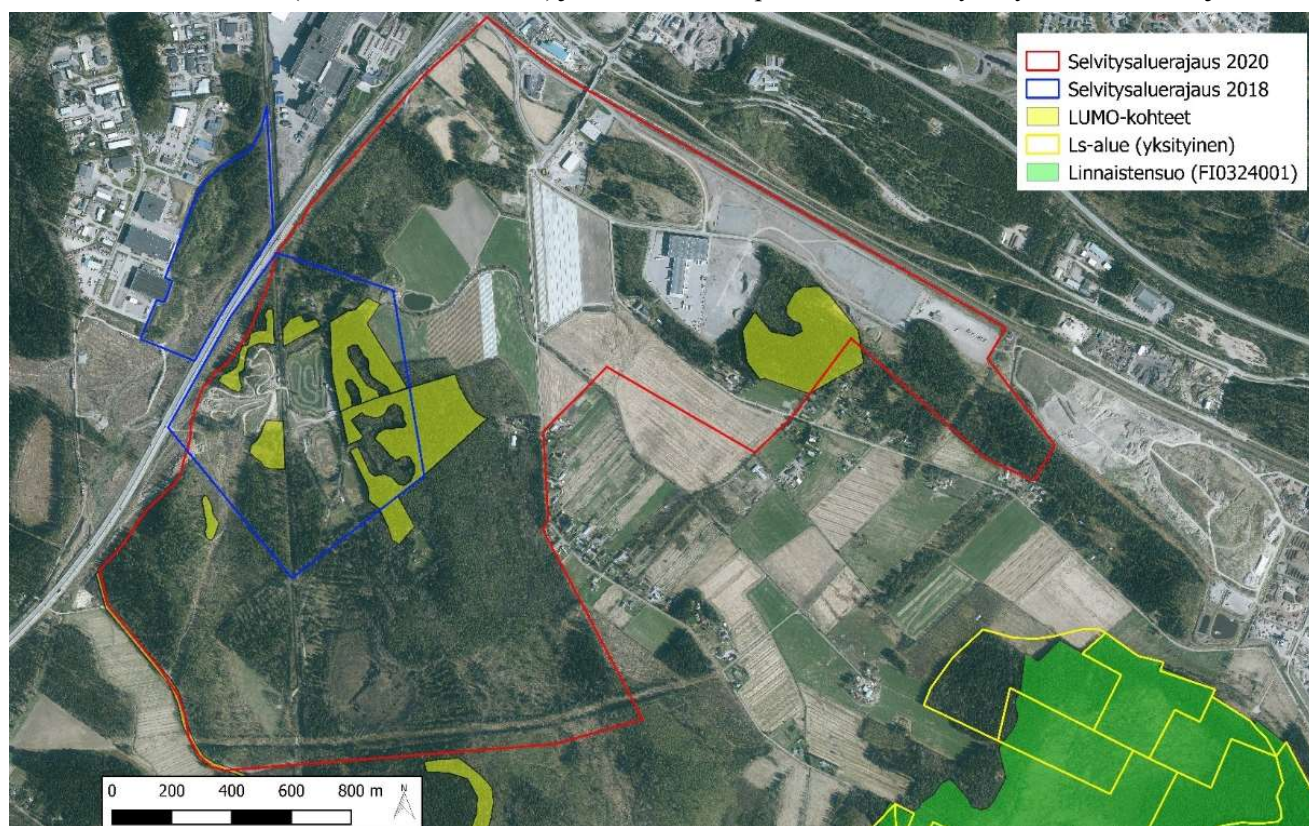 Selvitysaluerajaus 2020
Selvitysaluerajaus 2018
LUMO-kohteet
Ls-alue (yksityinen)
Linnaistensuo (FI0324001)
0 200 400 600 800 m
N